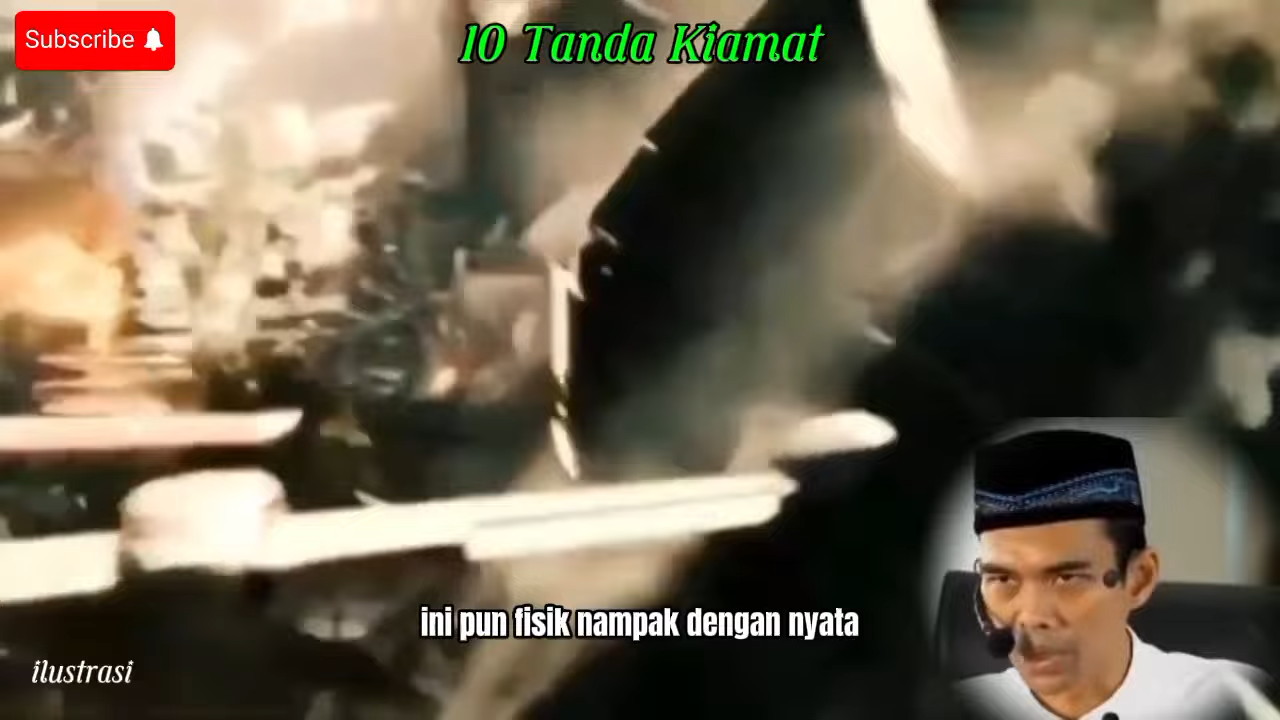 Subscribe
10 Tanda Kiamat
ini pun fisik nampak dengan nyata
ilustrasi